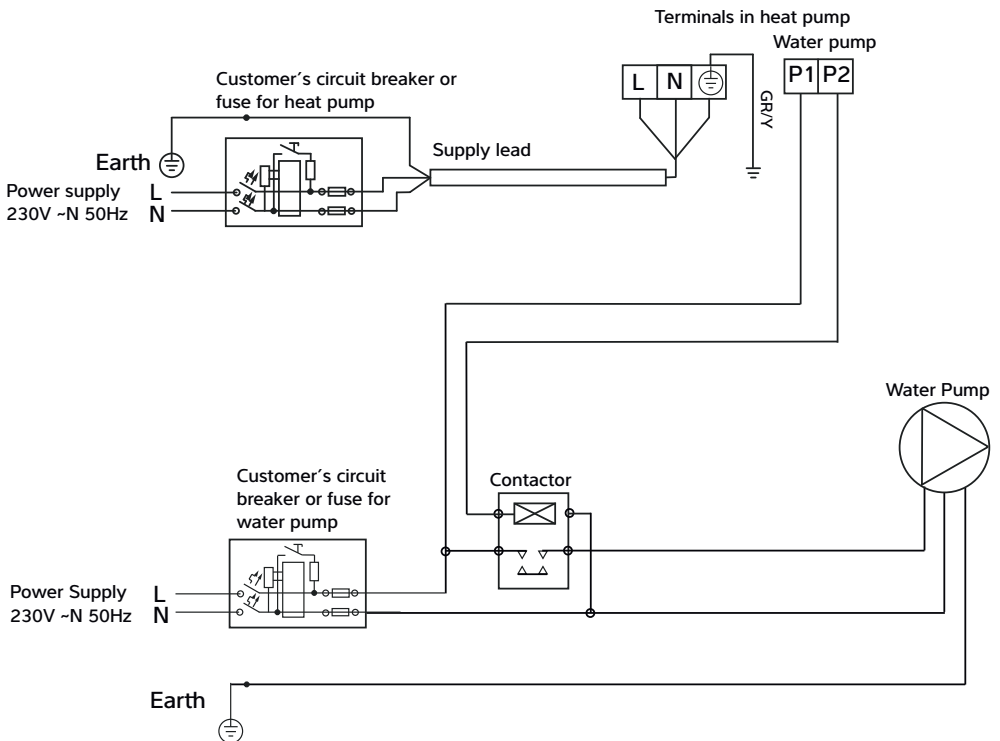 Terminals in heat pump
Water pump
P1 P2
L N
GR/Y
Customer´s circuit breaker or
fuse for heat pump
Supply lead
Earth
Power supply L
230V ~N 50Hz N
Water Pump
Customer´s circuit
breaker or fuse for
water pump
Contactor
Power Supply L
230V ~N 50Hz N
Earth